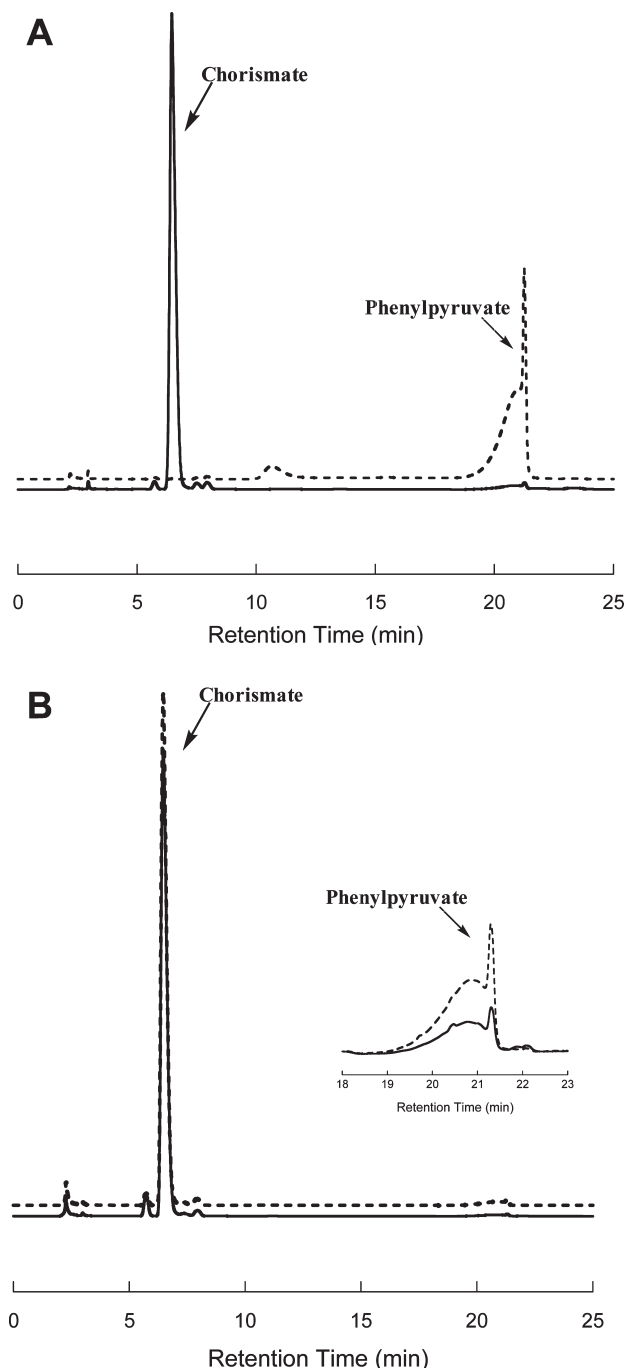 A
Chorismate
Phenylpyruvate
0 5 10 15 20 25
Retention Time (min)
B
Chorismate
Phenylpyruvate
18 19 20 21 22 23
Retention Time (min)
0 5 10 15 20 25
Retention Time (min)